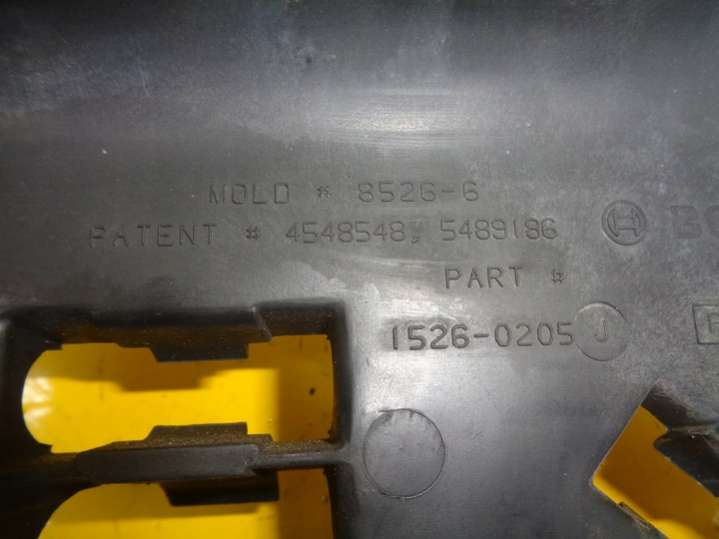 MOLD # 8526-6
PATENT # 4548548, 5489186
PART #
1526-0205 J